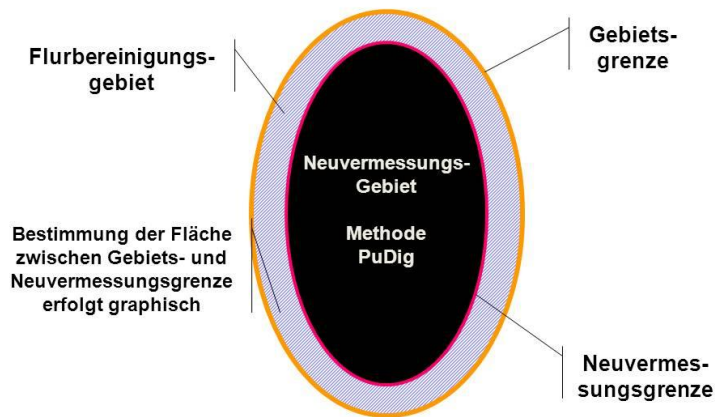 Flurbereinigungs-
gebiet
Gebiets-
grenze
Neuvermessungs-
Gebiet
Methode
PuDig
Bestimmung der Fläche
zwischen Gebiets- und
Neuvermessungsgrenze
erfolgt graphisch
Neuvermes-
sungsgrenze